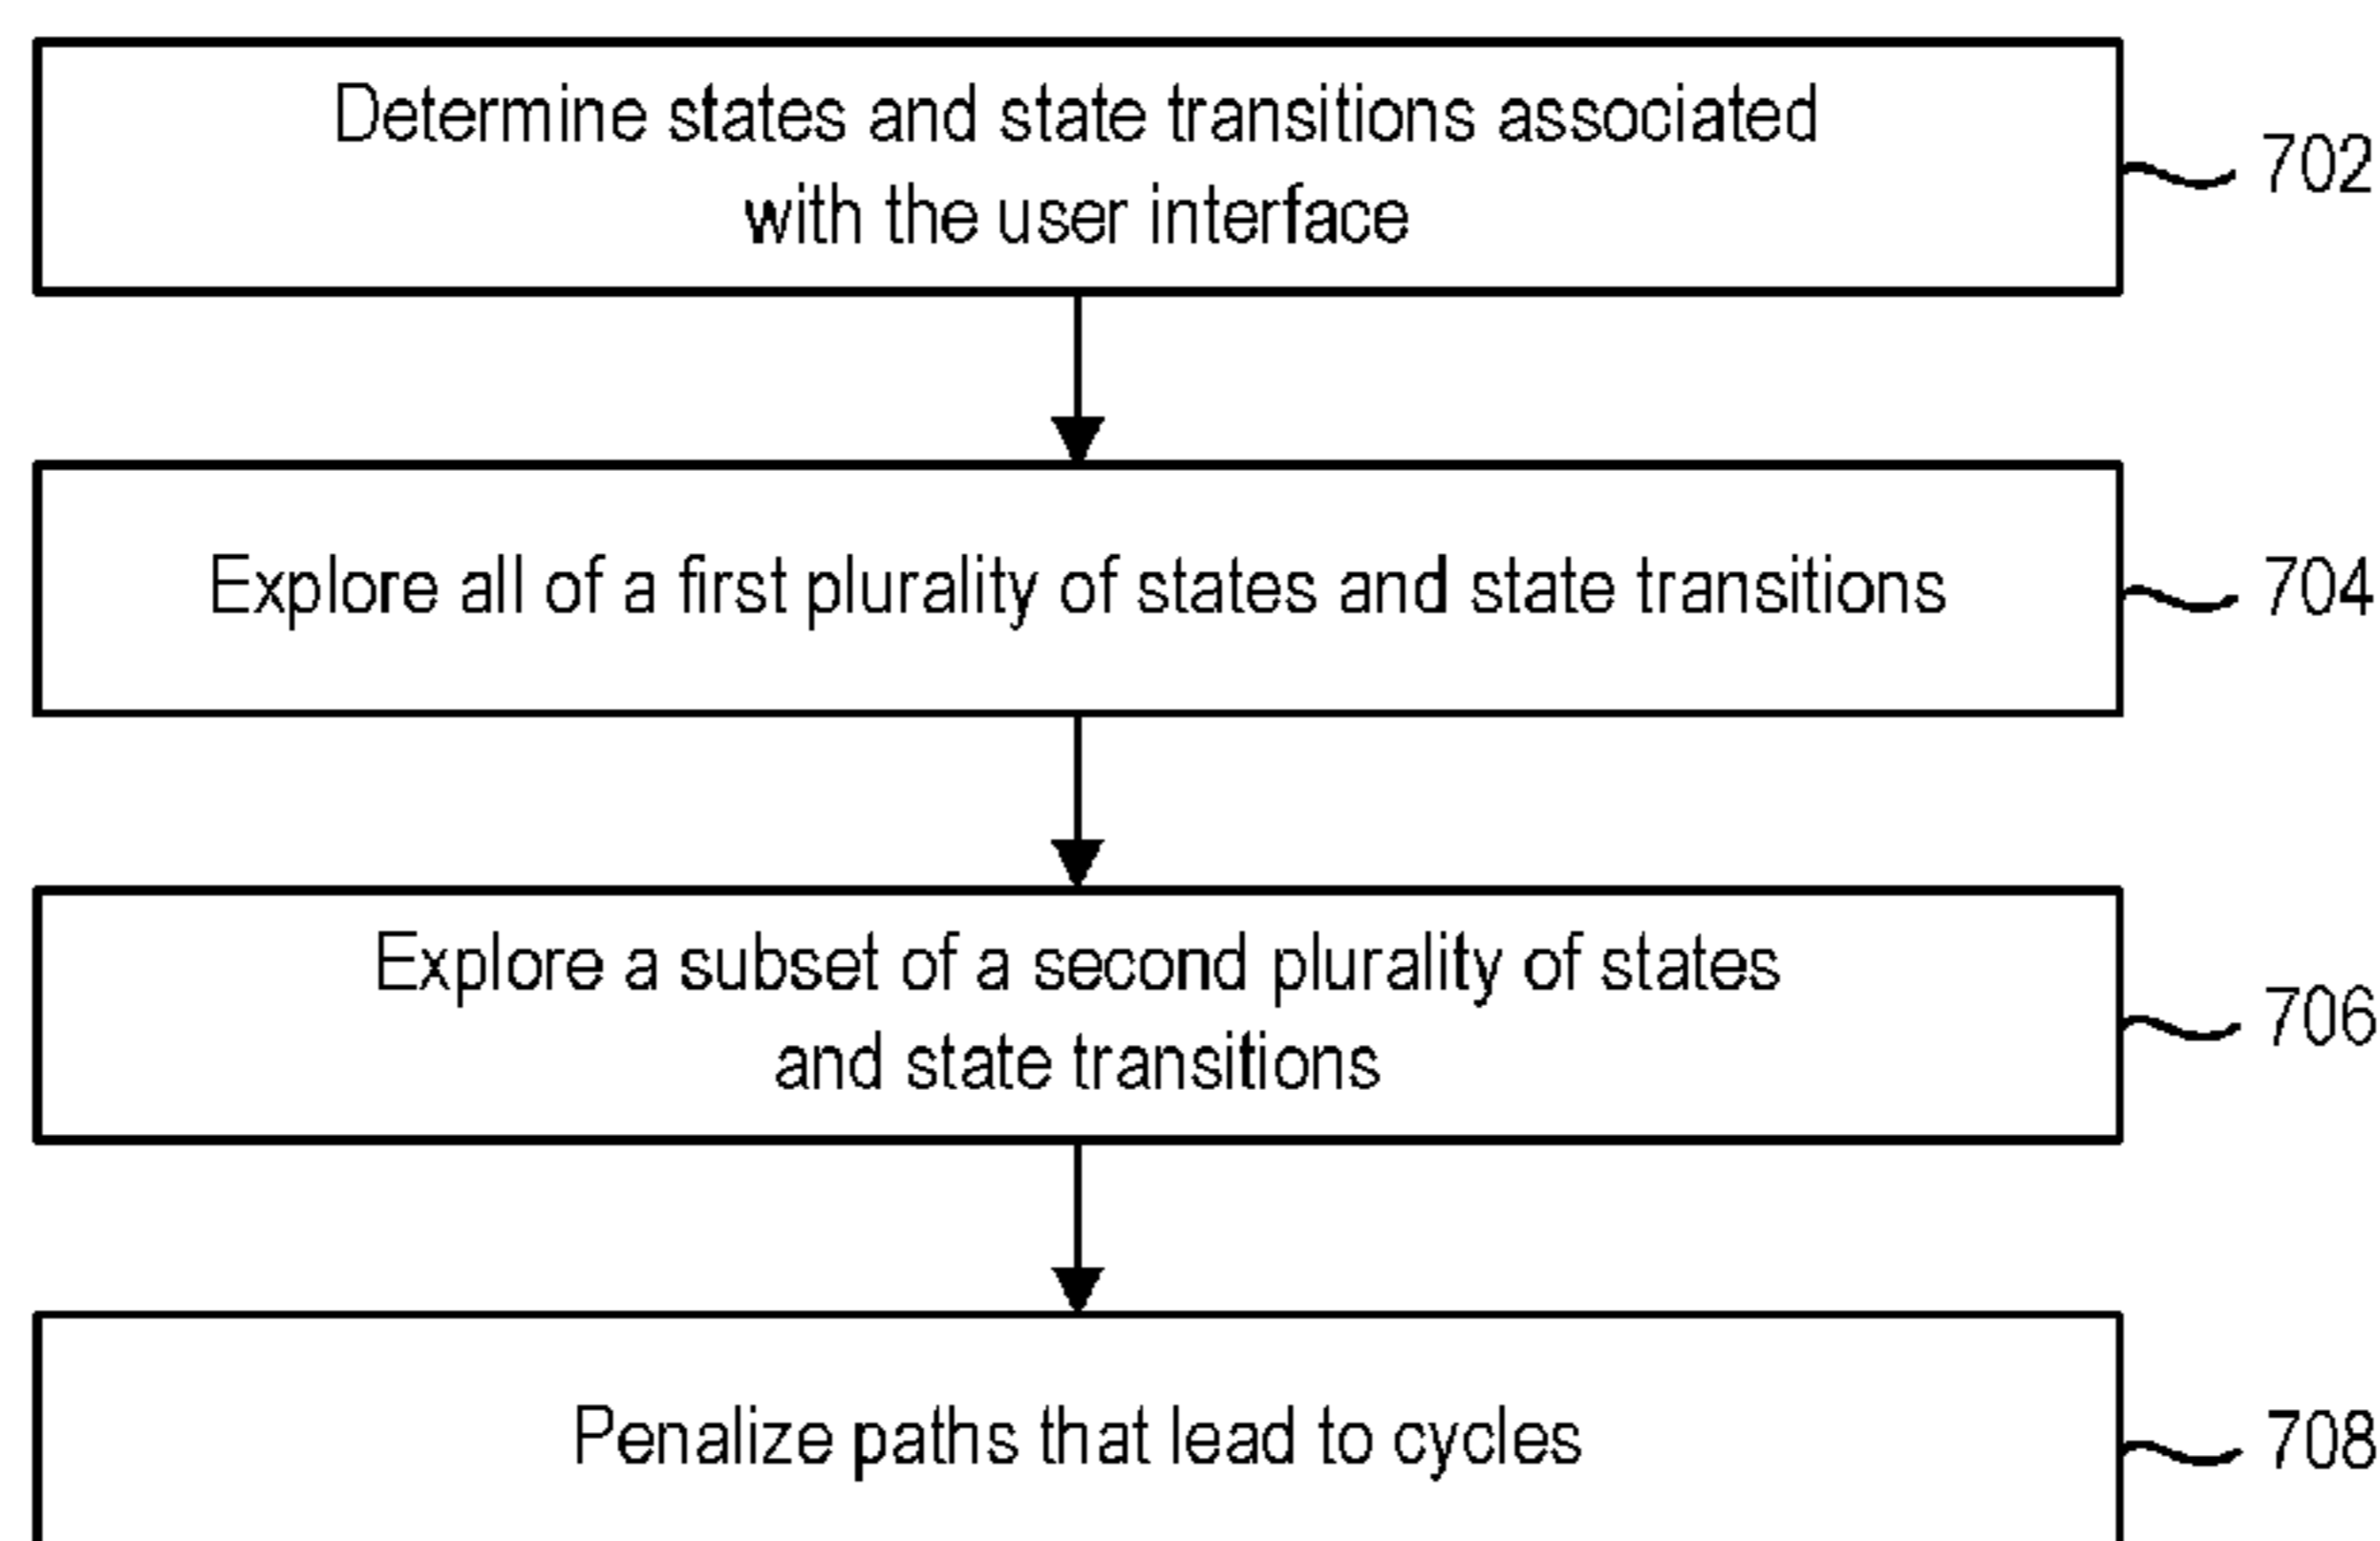 Determine states and state transitions associated
with the user interface
702
Explore all of a first plurality of states and state transitions
704
Explore a subset of a second plurality of states
and state transitions
706
Penalize paths that lead to cycles
708